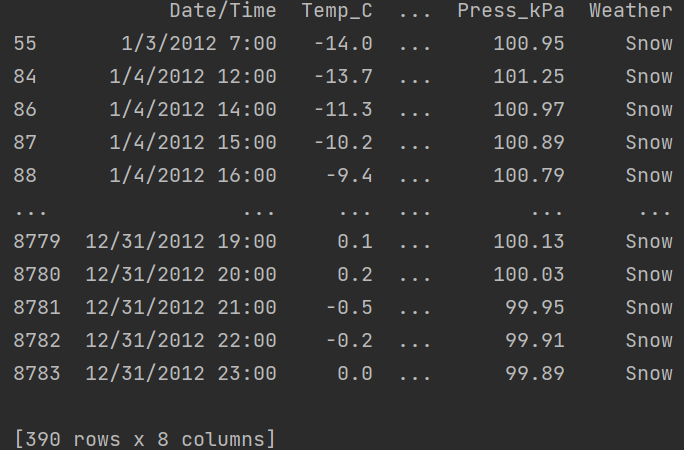 Date/Time Temp_C ... Press_kPa Weather
55 1/3/2012 7:00 -14.0 ... 100.95 Snow
84 1/4/2012 12:00 -13.7 ... 101.25 Snow
86 1/4/2012 14:00 -11.3 ... 100.97 Snow
87 1/4/2012 15:00 -10.2 ... 100.89 Snow
88 1/4/2012 16:00 -9.4 ... 100.79 Snow
... ... ... ... ... ...
8779 12/31/2012 19:00 0.1 ... 100.13 Snow
8780 12/31/2012 20:00 0.2 ... 100.03 Snow
8781 12/31/2012 21:00 -0.5 ... 99.95 Snow
8782 12/31/2012 22:00 -0.2 ... 99.91 Snow
8783 12/31/2012 23:00 0.0 ... 99.89 Snow
[390 rows x 8 columns]